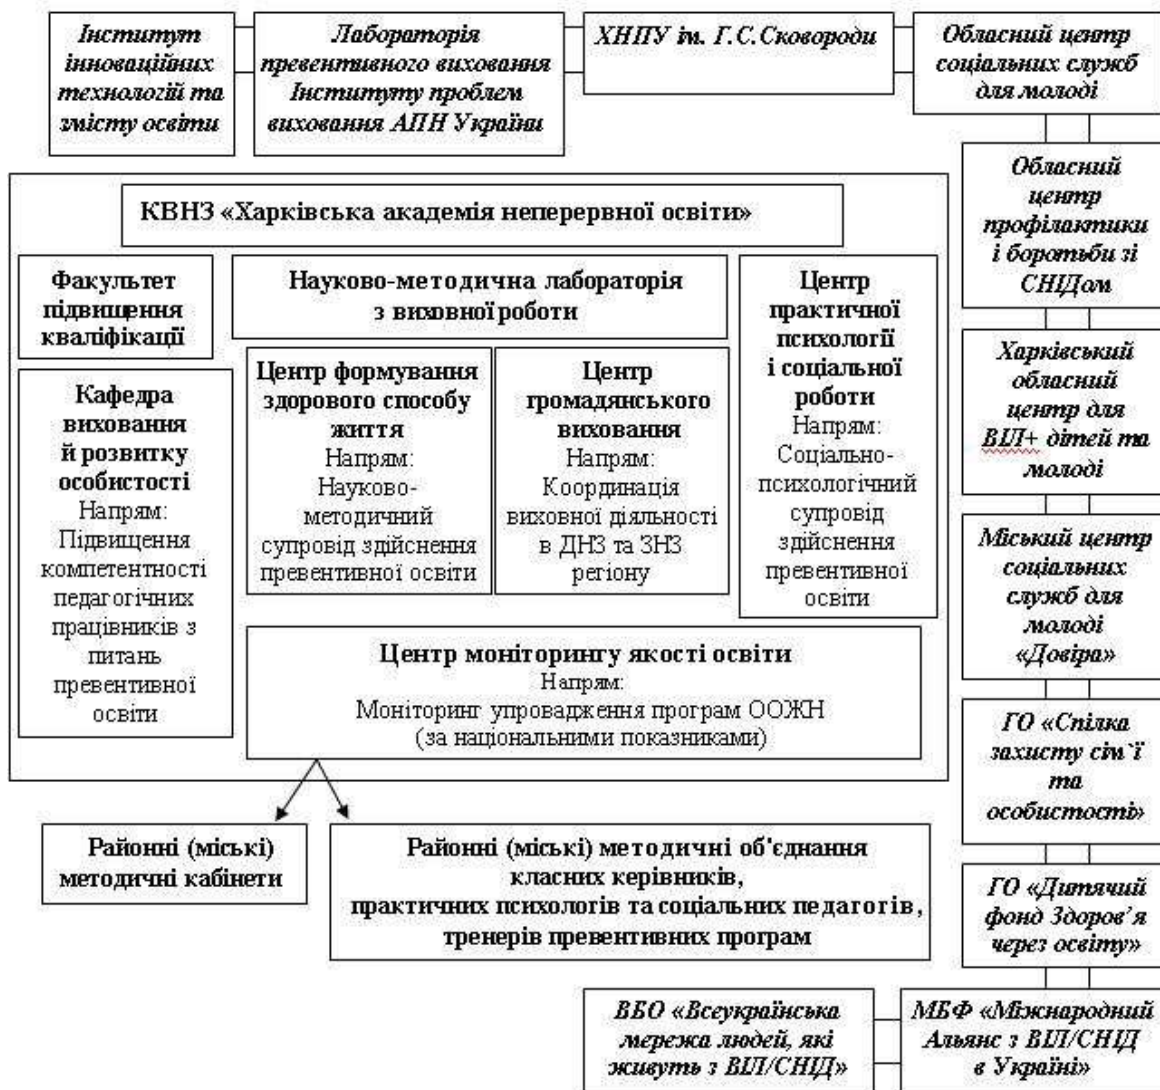 Інститут
інноваційних
технологій та
змісту освіти
Лабораторія
превентивного виховання
Інституту проблем
виховання АПН України
ХНПУ ім. Г.С.Сковороди
Обласний центр
соціальних служб
для молоді
Обласний
центр
профілактики
і боротьби зі
СНІДом
Харківський
обласний
центр для
ВІЛ+ дітей та
молоді
Міський центр
соціальних
служб для
молоді
«Довіра»
ГО «Спілка
захисту сім`ї
та
особистості»
ГО «Дитячий
фонд Здоров’я
через освіту»
МБФ «Міжнародний
Альянс з ВІЛ/СНІД
в Україні»
ВБО «Всеукраїнська
мережа людей, які
живуть з ВІЛ/СНІД»
КВНЗ «Харківська академія неперервної освіти»
Факультет
підвищення
кваліфікації
Кафедра
виховання
й розвитку
особистості
Напрям:
Підвищення
компетентності
педагогічних
працівників з
питань
превентивної
освіти
Науково-методична лабораторія
з виховної роботи
Центр формування
здорового способу
життя
Напрям:
Науково-
методичний
супровід здійснення
превентивної освіти
Центр
громадянського
виховання
Напрям:
Координація
виховної діяльності
в ДНЗ та ЗНЗ
регіону
Центр
практичної
психології
і соціальної
роботи
Напрям:
Соціально-
психологічний
супровід
здійснення
превентивної
освіти
Центр моніторингу якості освіти
Напрям:
Моніторинг упровадження програм ООЖН
(за національними показниками)
Районні (міські)
методичні кабінети
Районні (міські) методичні об'єднання
класних керівників,
практичних психологів та соціальних педагогів,
тренерів превентивних програм